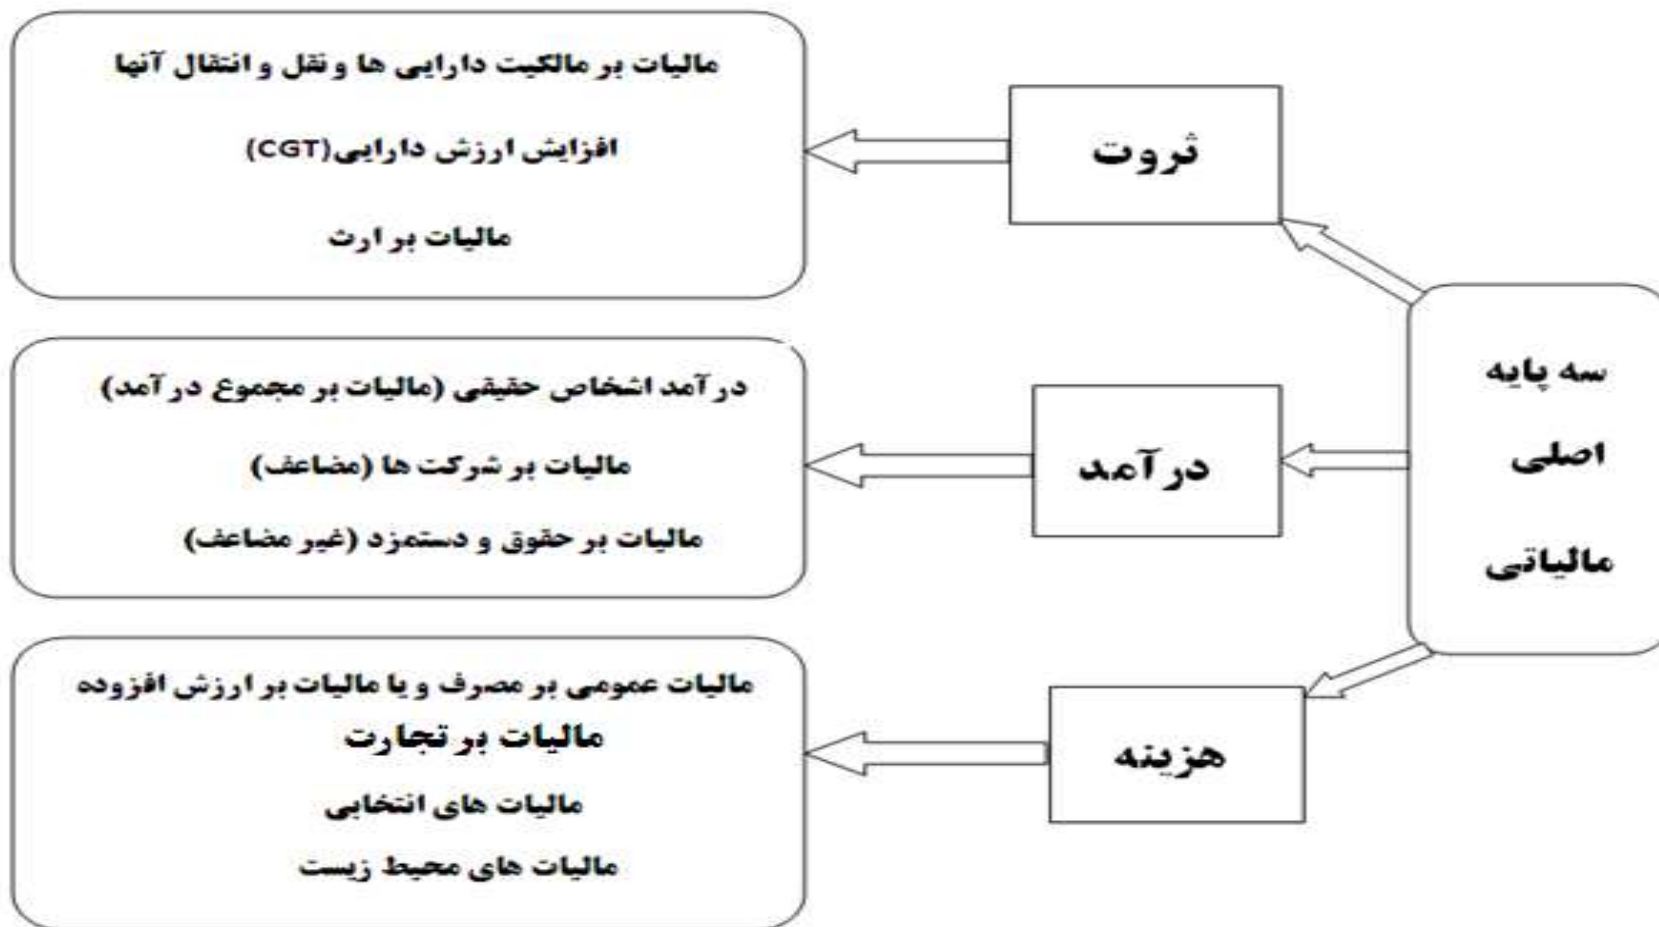 سه پایه
اصلی
مالیاتی
ثروت
مالیات بر مالکیت دارایی ها و نقل و انتقال آنها
افزایش ارزش دارایی(CGT)
مالیات بر ارث
درآمد
درآمد اشخاص حقیقی (مالیات بر مجموع درآمد)
مالیات بر شرکت ها (مضاعف)
مالیات بر حقوق و دستمزد (غیر مضاعف)
هزینه
مالیات عمومی بر مصرف و یا مالیات بر ارزش افزوده
مالیات بر تجارت
مالیات های انتخابی
مالیات های محیط زیست